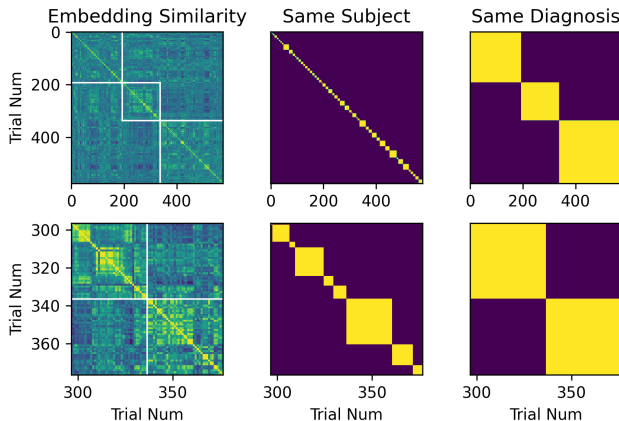 Embedding Similarity
Same Subject
Same Diagnosis
Trial Num
0
200
400
0 200 400
0 200 400
0 200 400
Trial Num
300
320
340
360
300 350
300 350
300 350
Trial Num
Trial Num
Trial Num